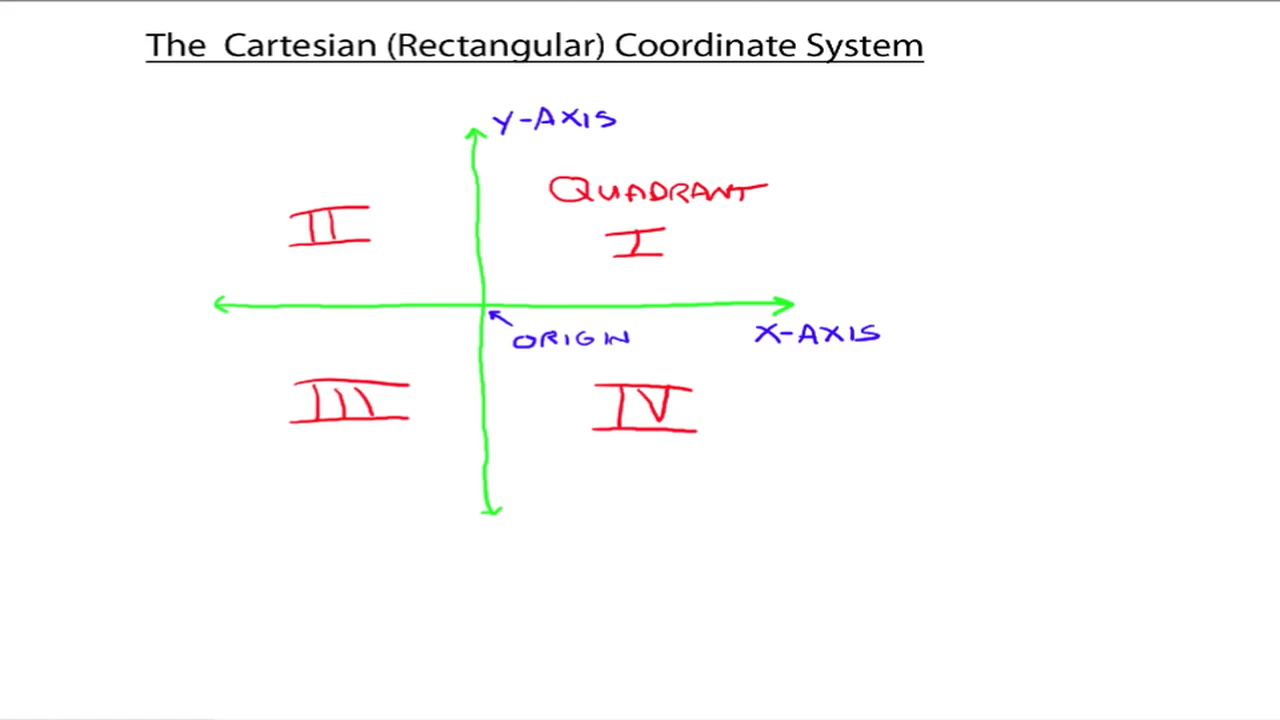 The Cartesian (Rectangular) Coordinate System
Y-AXIS
QUADRANT
I
II
ORIGIN
X-AXIS
III
IV